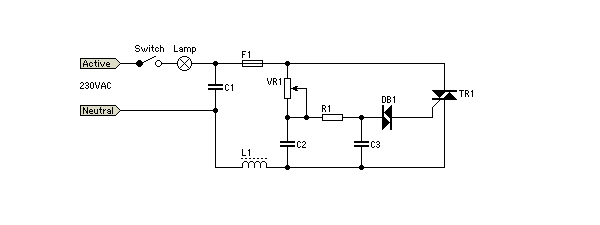 Switch
Lamp
F1
Active
VR1
C1
230VAC
DB1
TR1
R1
Neutral
C2
C3
L1